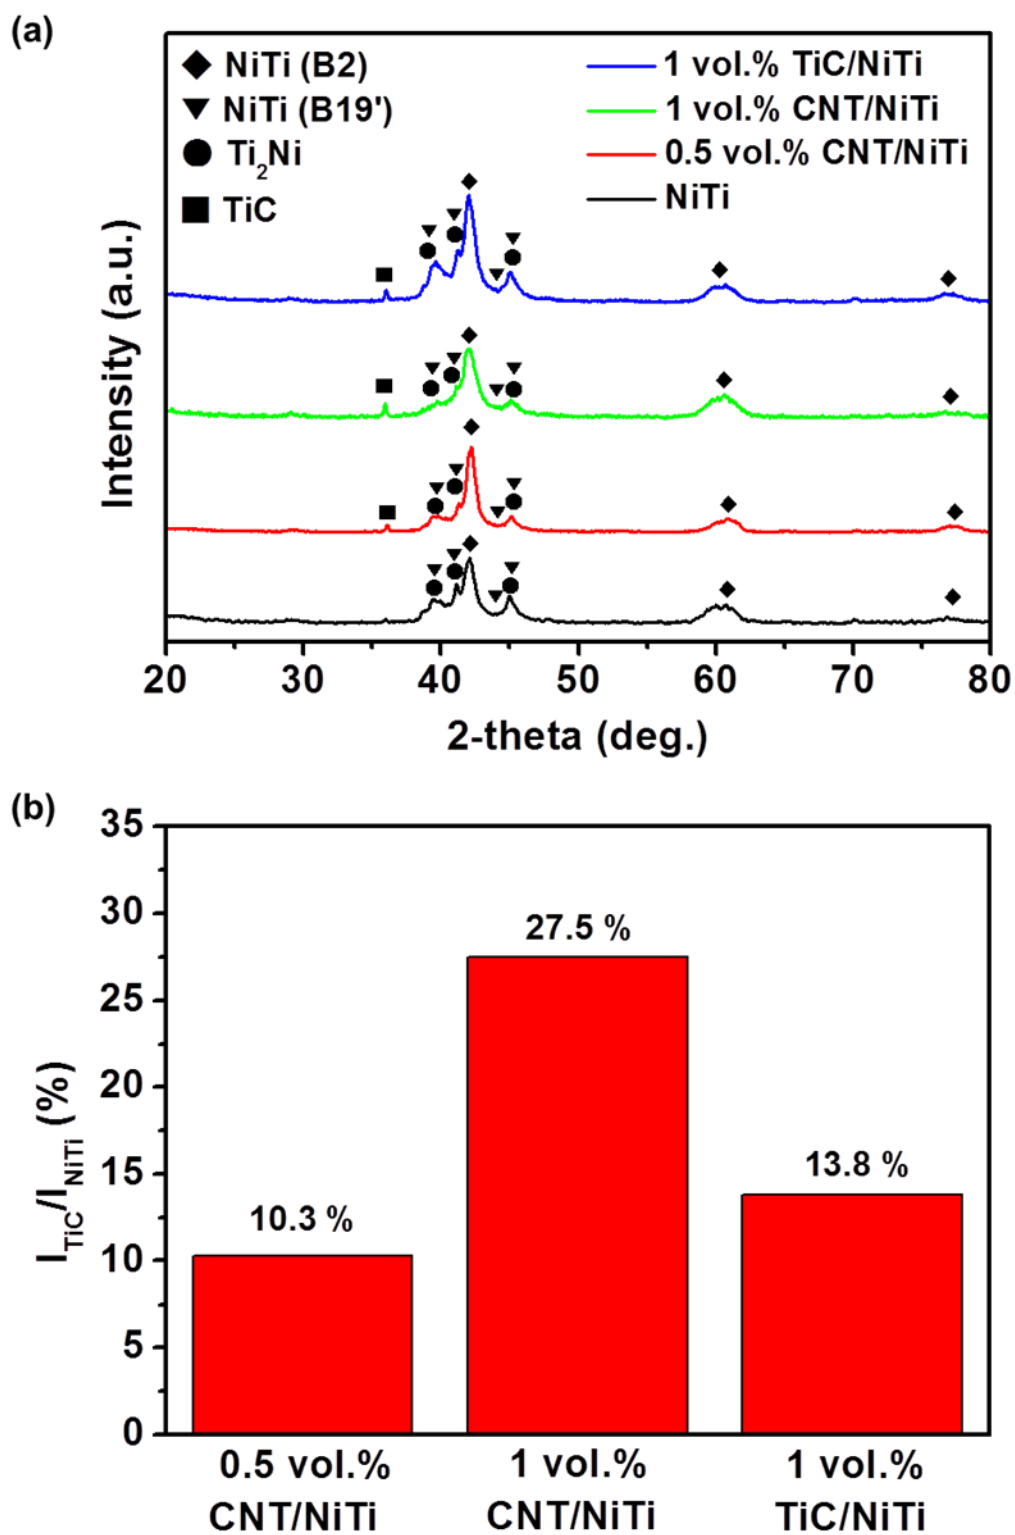 (a)
NiTi (B2)
NiTi (B19')
Ti₂Ni
TiC
1 vol.% TiC/NiTi
1 vol.% CNT/NiTi
0.5 vol.% CNT/NiTi
NiTi
Intensity (a.u.)
20 30 40 50 60 70 80
2-theta (deg.)
(b)
35
30
25
20
15
10
5
0
I_TiC/I_NiTi (%)
10.3 %
27.5 %
13.8 %
0.5 vol.% CNT/NiTi
1 vol.% CNT/NiTi
1 vol.% TiC/NiTi